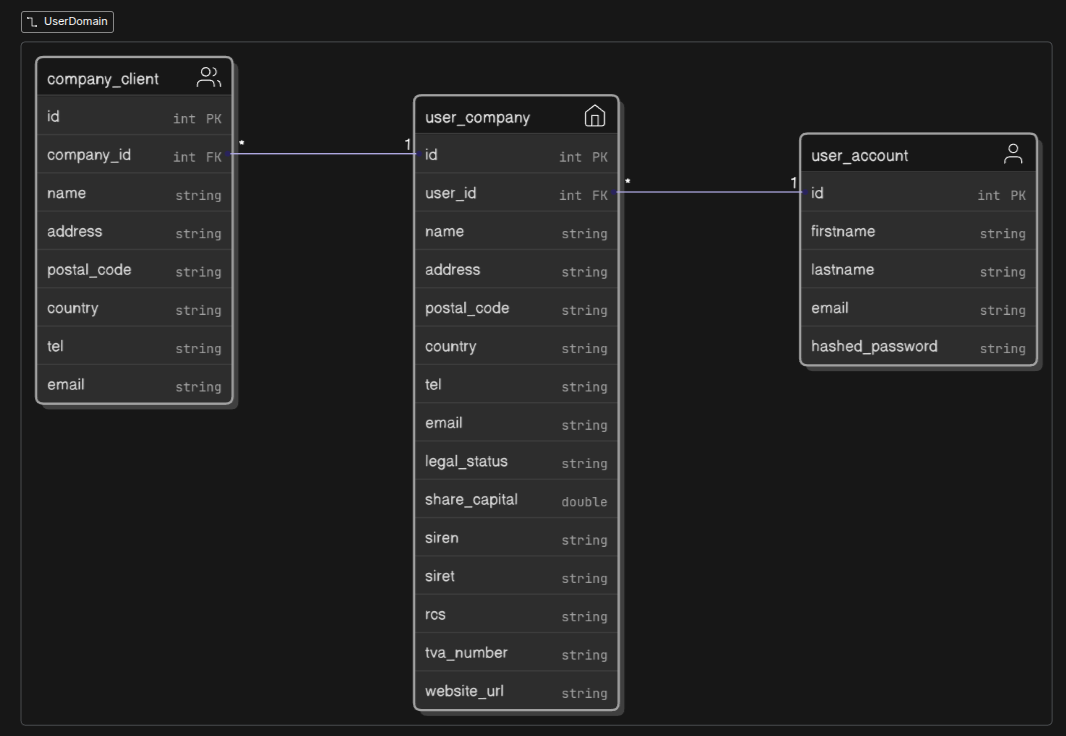 UserDomain
company_client
id int PK
company_id int FK
name string
address string
postal_code string
country string
tel string
email string
* 1
user_company
id int PK
user_id int FK
name string
address string
postal_code string
country string
tel string
email string
legal_status string
share_capital double
siren string
siret string
rcs string
tva_number string
website_url string
* 1
user_account
id int PK
firstname string
lastname string
email string
hashed_password string